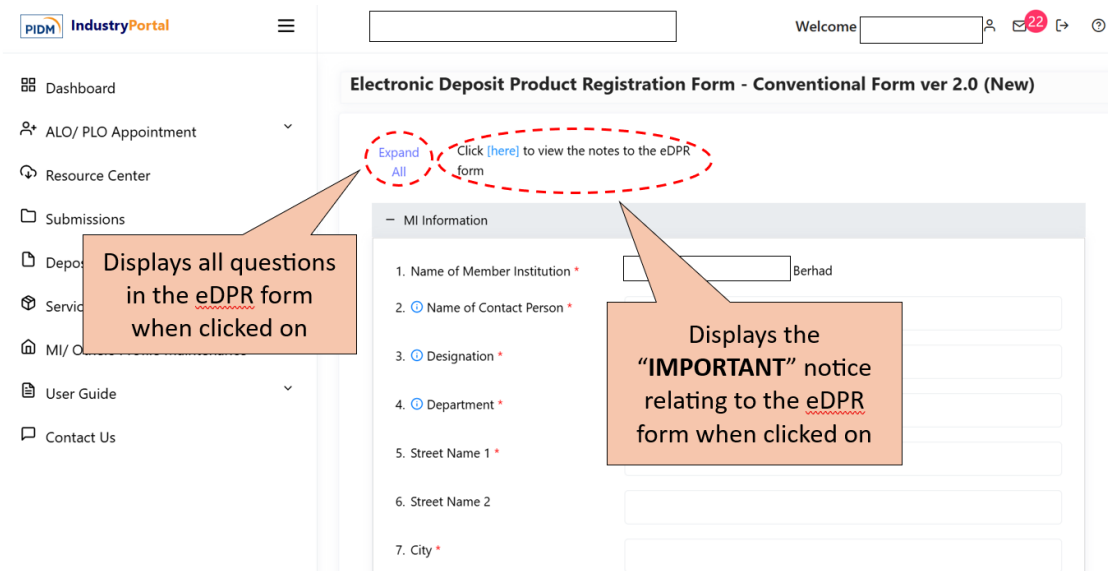 PIDM IndustryPortal
Welcome
22
Dashboard
ALO/ PLO Appointment
Resource Center
Submissions
Depos
Servic
MI/ O
User Guide
Contact Us
Electronic Deposit Product Registration Form - Conventional Form ver 2.0 (New)
Expand
All
Click [here] to view the notes to the eDPR
form
− MI Information
1. Name of Member Institution *
Berhad
2. Name of Contact Person *
3. Designation *
4. Department *
5. Street Name 1 *
6. Street Name 2
7. City *
Displays all questions
in the eDPR form
when clicked on
Displays the
“IMPORTANT” notice
relating to the eDPR
form when clicked on